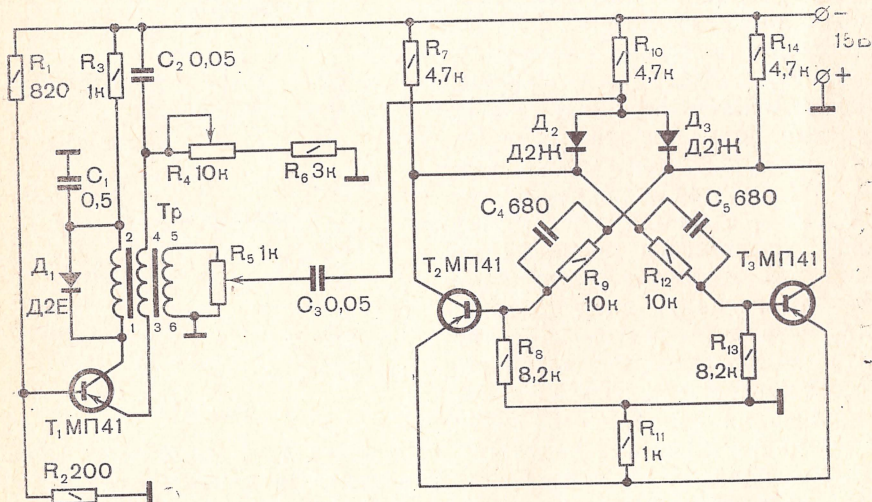 R₁
820
R₃
1к
C₂ 0,05
R₇
4,7к
R₁₀
4,7к
R₁₄
4,7к
−
15в
+
C₁
0,5
R₄ 10к
R₆ 3к
Д₂
Д2Ж
Д₃
Д2Ж
Тр
2
4
5
1
3
6
Д₁
Д2Е
R₅ 1к
C₃ 0,05
C₄ 680
C₅ 680
T₂ МП41
R₉
10к
R₁₂
10к
T₃ МП41
T₁ МП41
R₈
8,2к
R₁₃
8,2к
R₁₁
1к
R₂ 200